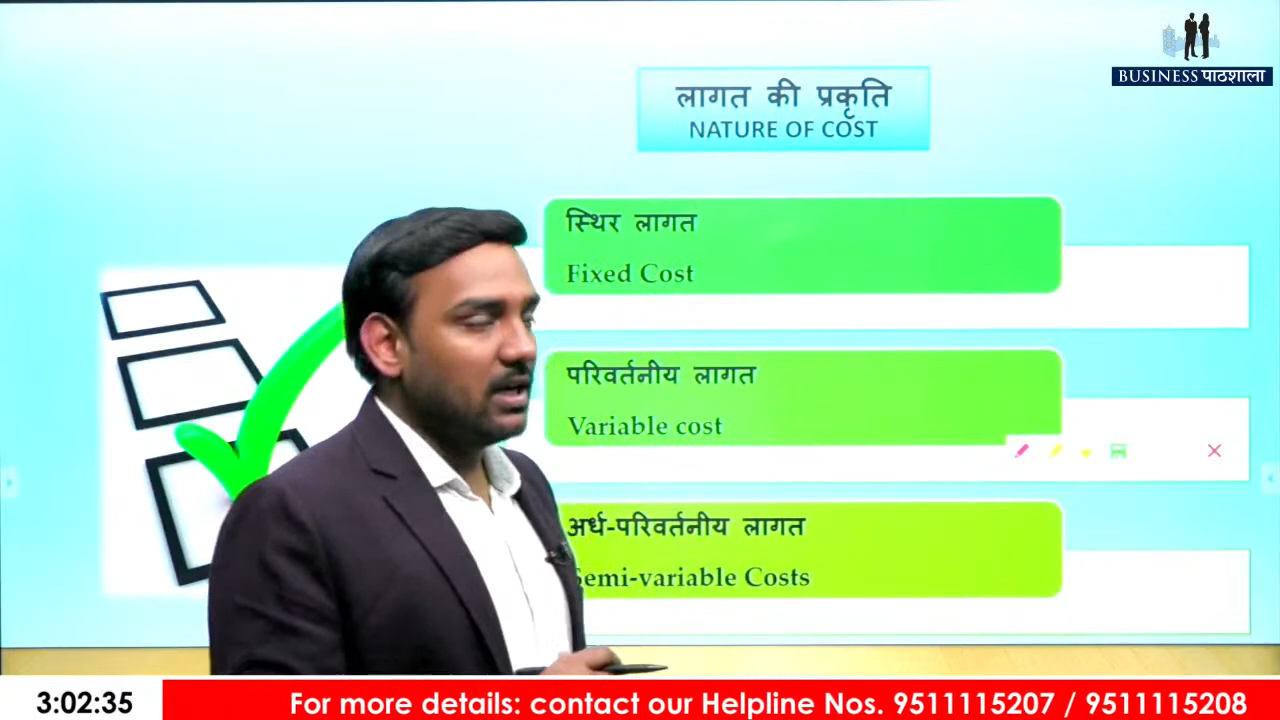 BUSINESS पाठशाला
लागत की प्रकृति
NATURE OF COST
स्थिर लागत
Fixed Cost
परिवर्तनीय लागत
Variable cost
अर्ध-परिवर्तनीय लागत
Semi-variable Costs
3:02:35 For more details: contact our Helpline Nos. 9511115207 / 9511115208